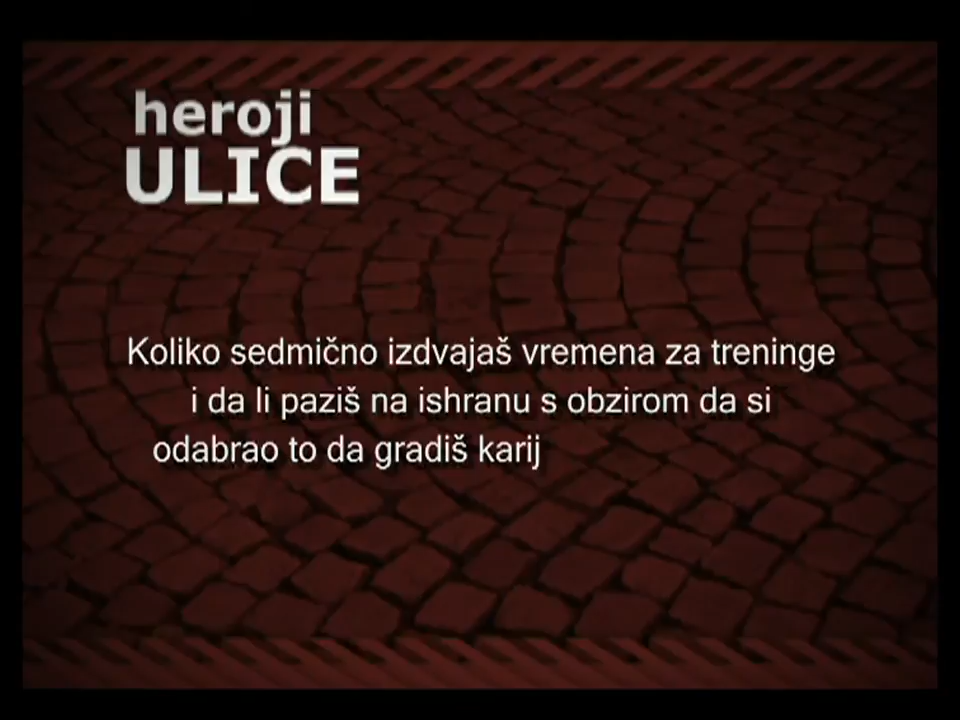 heroji
ULICE
Koliko sedmično izdvajaš vremena za treninge
i da li paziš na ishranu s obzirom da si
odabrao to da gradiš karij